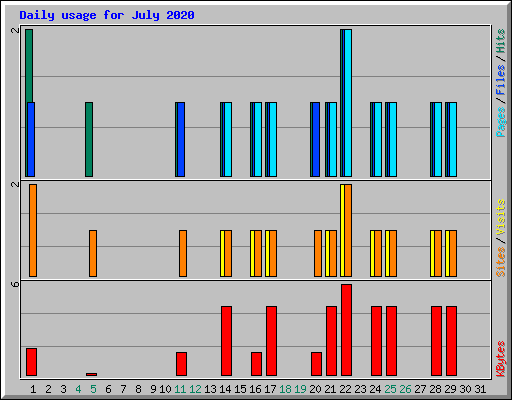 Daily usage for July 2020
2
Pages / Files / Hits
2
Sites / Visits
6
KBytes
1 2 3 4 5 6 7 8 9 10 11 12 13 14 15 16 17 18 19 20 21 22 23 24 25 26 27 28 29 30 31